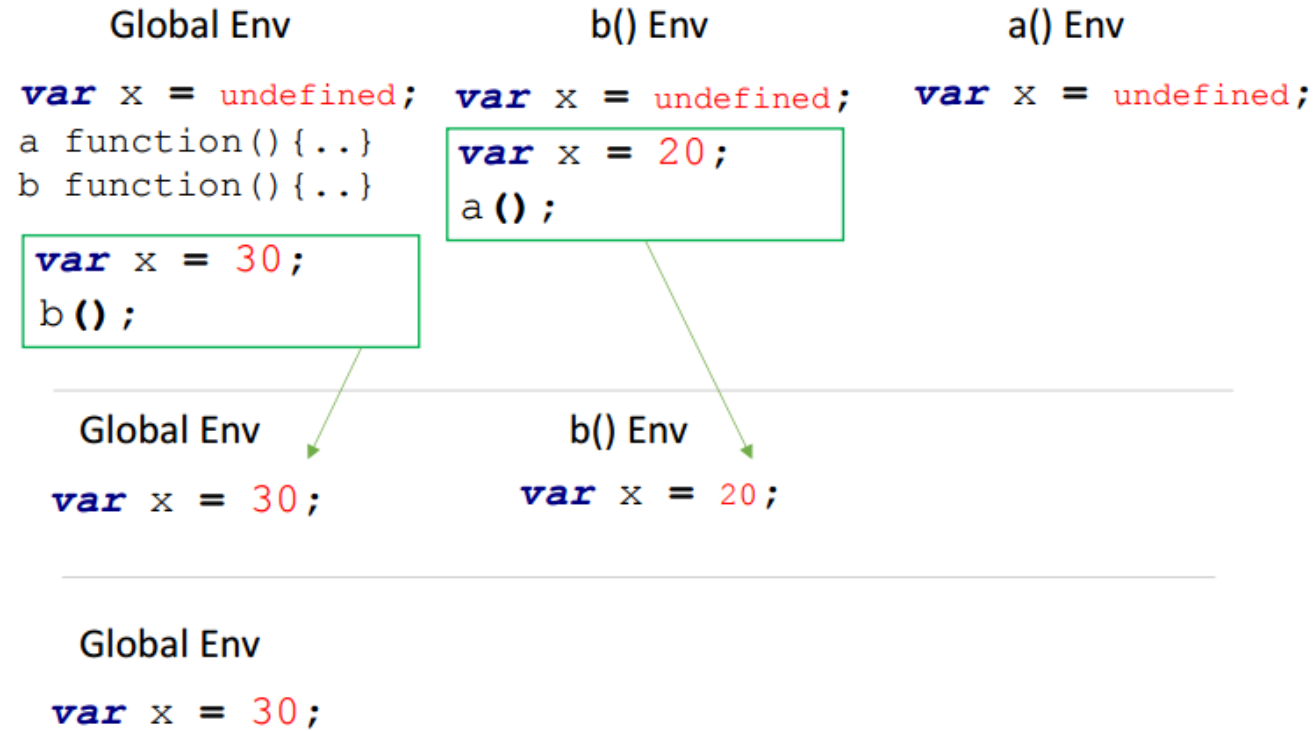 Global Env
var x = undefined;
a function(){..}
b function(){..}
var x = 30;
b();
b() Env
var x = undefined;
var x = 20;
a();
a() Env
var x = undefined;
Global Env
var x = 30;
b() Env
var x = 20;
Global Env
var x = 30;